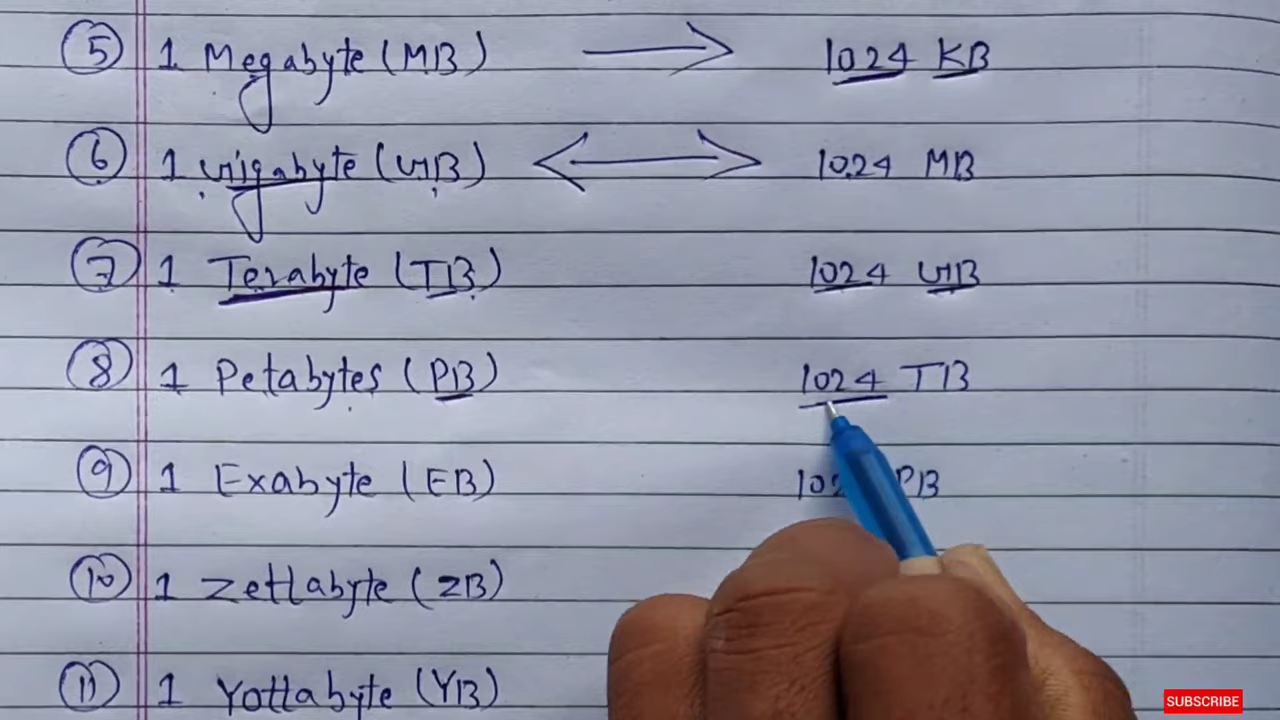 5 1 Megabyte (MB) → 1024 KB
6 1 Gigabyte (GB) ↔ 1024 MB
7 1 Terabyte (TB) 1024 GB
8 1 Petabytes (PB) 1024 TB
9 1 Exabyte (EB) PB
10 1 Zettabyte (ZB)
11 1 Yottabyte (YB)
SUBSCRIBE